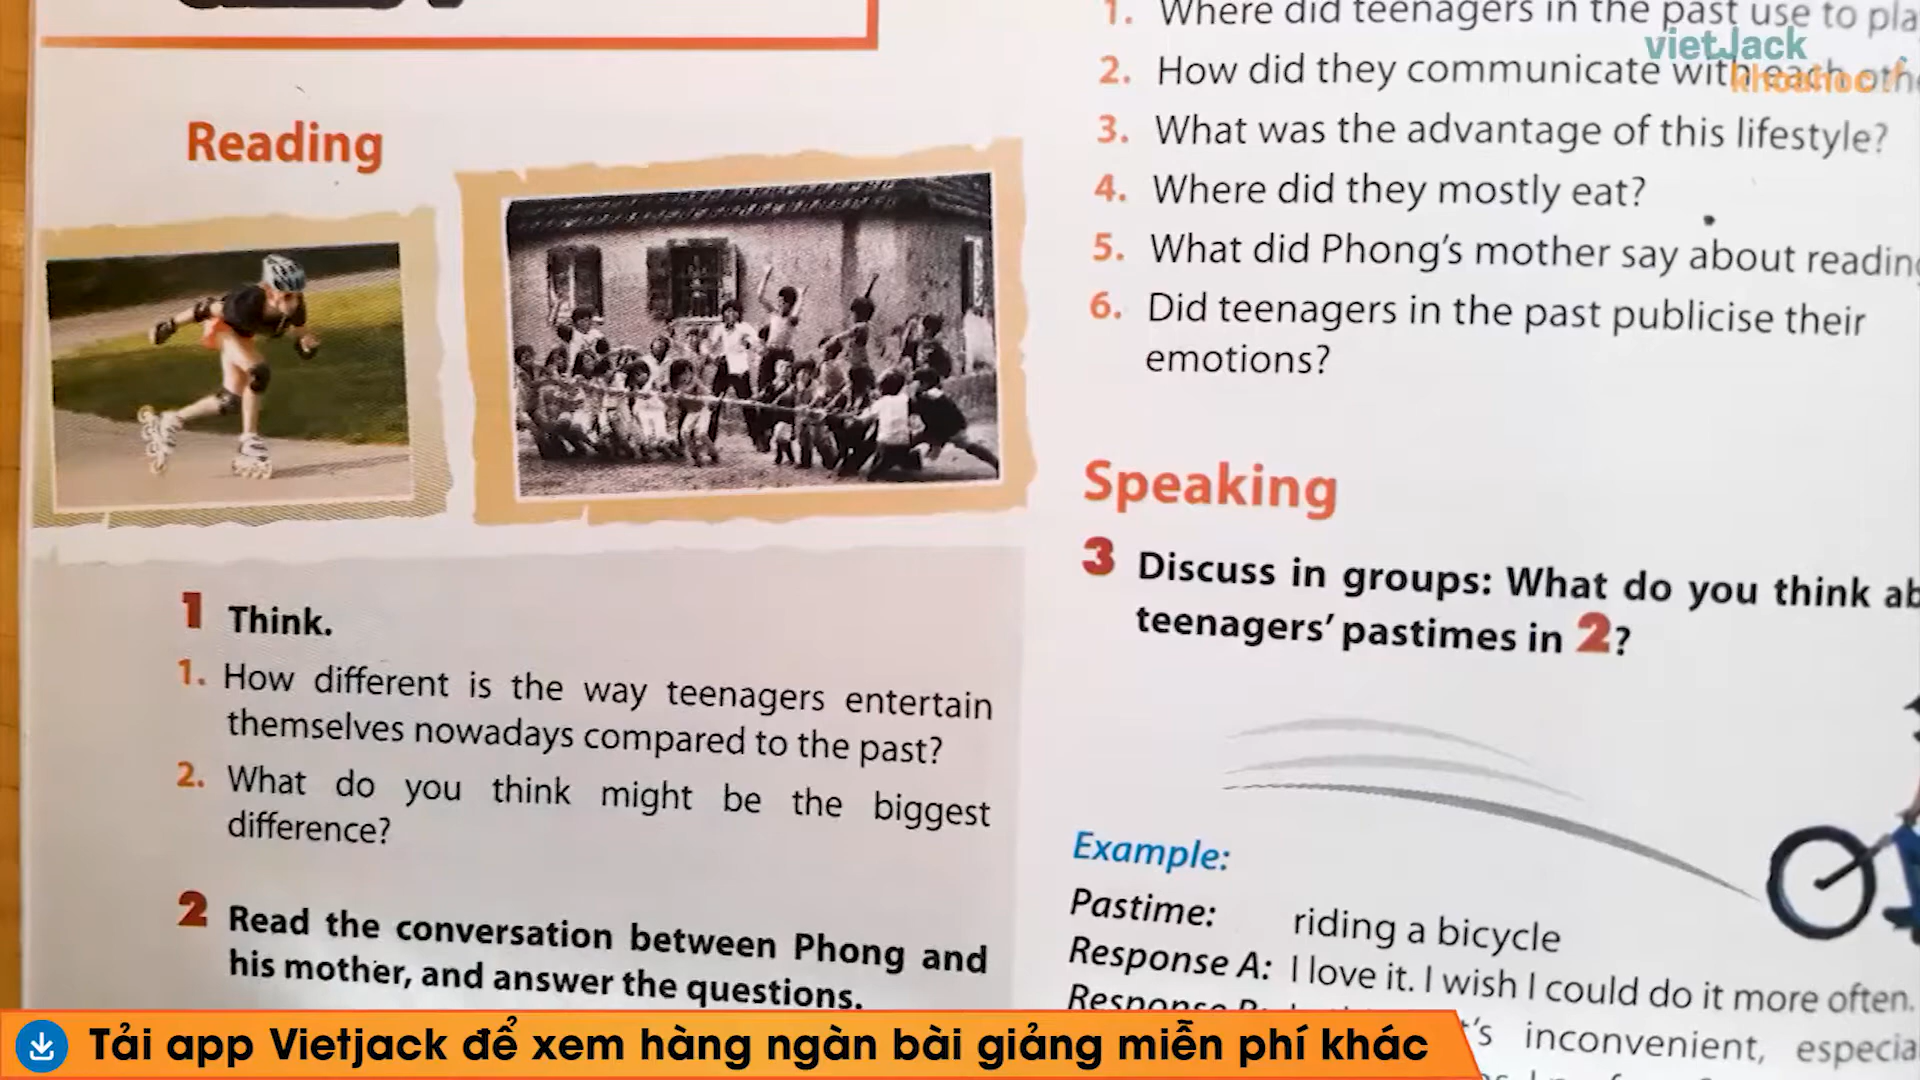 Reading
1 Think.
1. How different is the way teenagers entertain
themselves nowadays compared to the past?
2. What do you think might be the biggest
difference?
2 Read the conversation between Phong and
his mother, and answer the questions.
1. Where did teenagers in the past use to
2. How did they communicate with each
3. What was the advantage of this lifestyle?
4. Where did they mostly eat?
5. What did Phong's mother say about
6. Did teenagers in the past publicise their
emotions?
Speaking
3 Discuss in groups: What do you think
teenagers' pastimes in 2?
Example:
Pastime: riding a bicycle
Response A: I love it. I wish I could do it more often.
Response
inconvenient,
vietJack
khoahoc
Tải app Vietjack để xem hàng ngàn bài giảng miễn phí khác